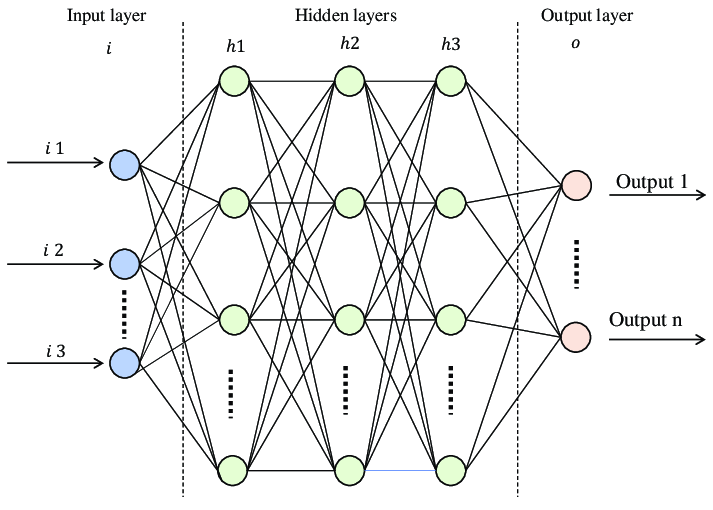 Input layer
Hidden layers
Output layer
i
h1
h2
h3
o
i 1
i 2
i 3
Output 1
Output n